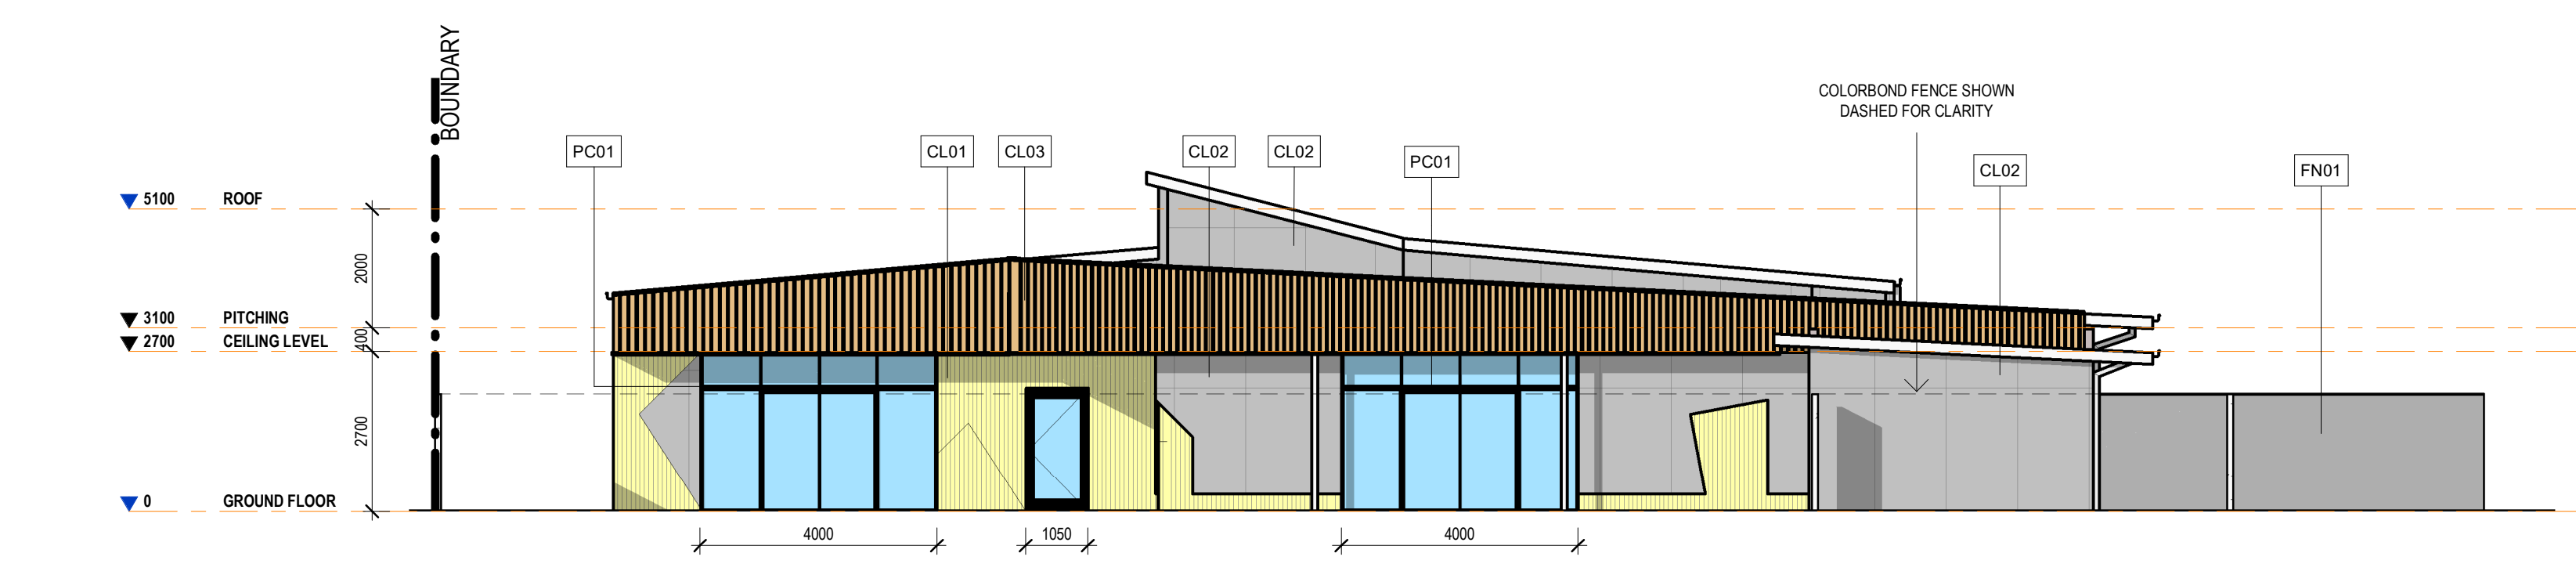 BOUNDARY
COLORBOND FENCE SHOWN
DASHED FOR CLARITY
PC01
CL01
CL03
CL02
CL02
PC01
CL02
FN01
5100 ROOF
2000
3100 PITCHING
400
2700 CEILING LEVEL
2700
0 GROUND FLOOR
4000
1050
4000